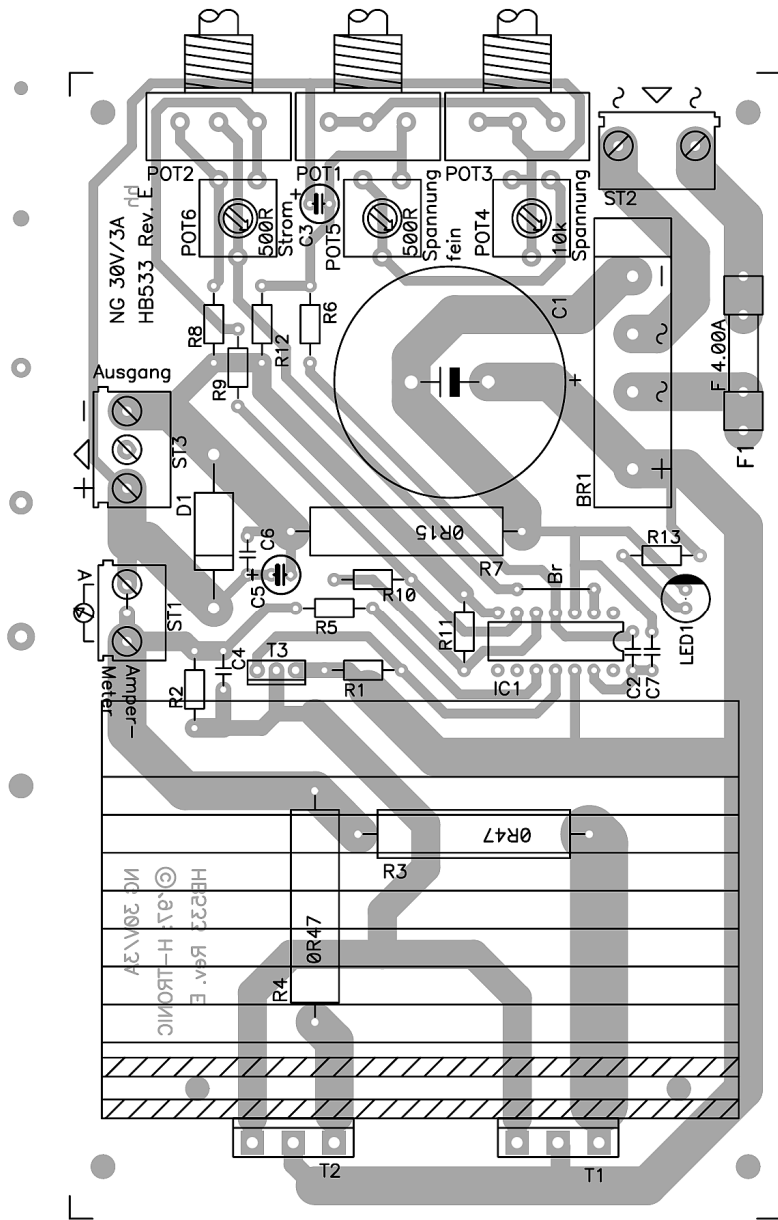 POT2
POT1
POT3
ST2
POT6
500R
Strom
C3
+
POT5
500R
Spannung
fein
POT4
10k
Spannung
NG 30V/3A
HB533 Rev. E
hh
R8
R9
R12
R6
C1
+
F 4.00A
F1
Ausgang
−
+
ST3
BR1
−
~
~
+
D1
C6
C5
+
0R15
R7
R13
Br
R10
R5
R11
LED1
A
ST1
Amper−
Meter
T3
C4
R2
R1
IC1
C2
C7
0R47
R3
0R47
R4
HB533 Rev. E
©'97: H−TRONIC
NG 30V/3A
T2
T1